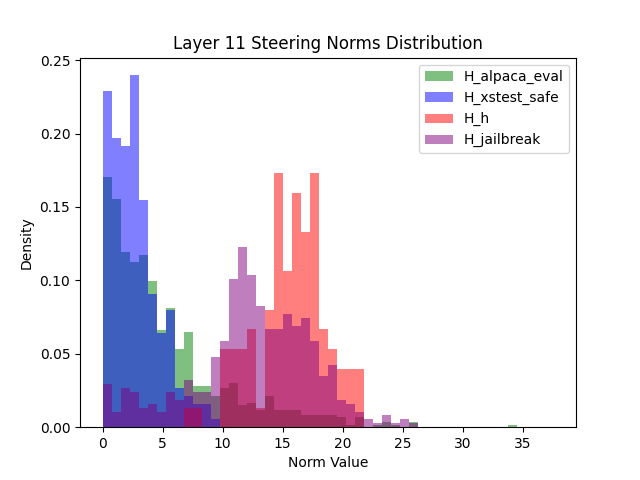 Layer 11 Steering Norms Distribution
H_alpaca_eval
H_xstest_safe
H_h
H_jailbreak
Density
0.25
0.20
0.15
0.10
0.05
0.00
0 5 10 15 20 25 30 35
Norm Value